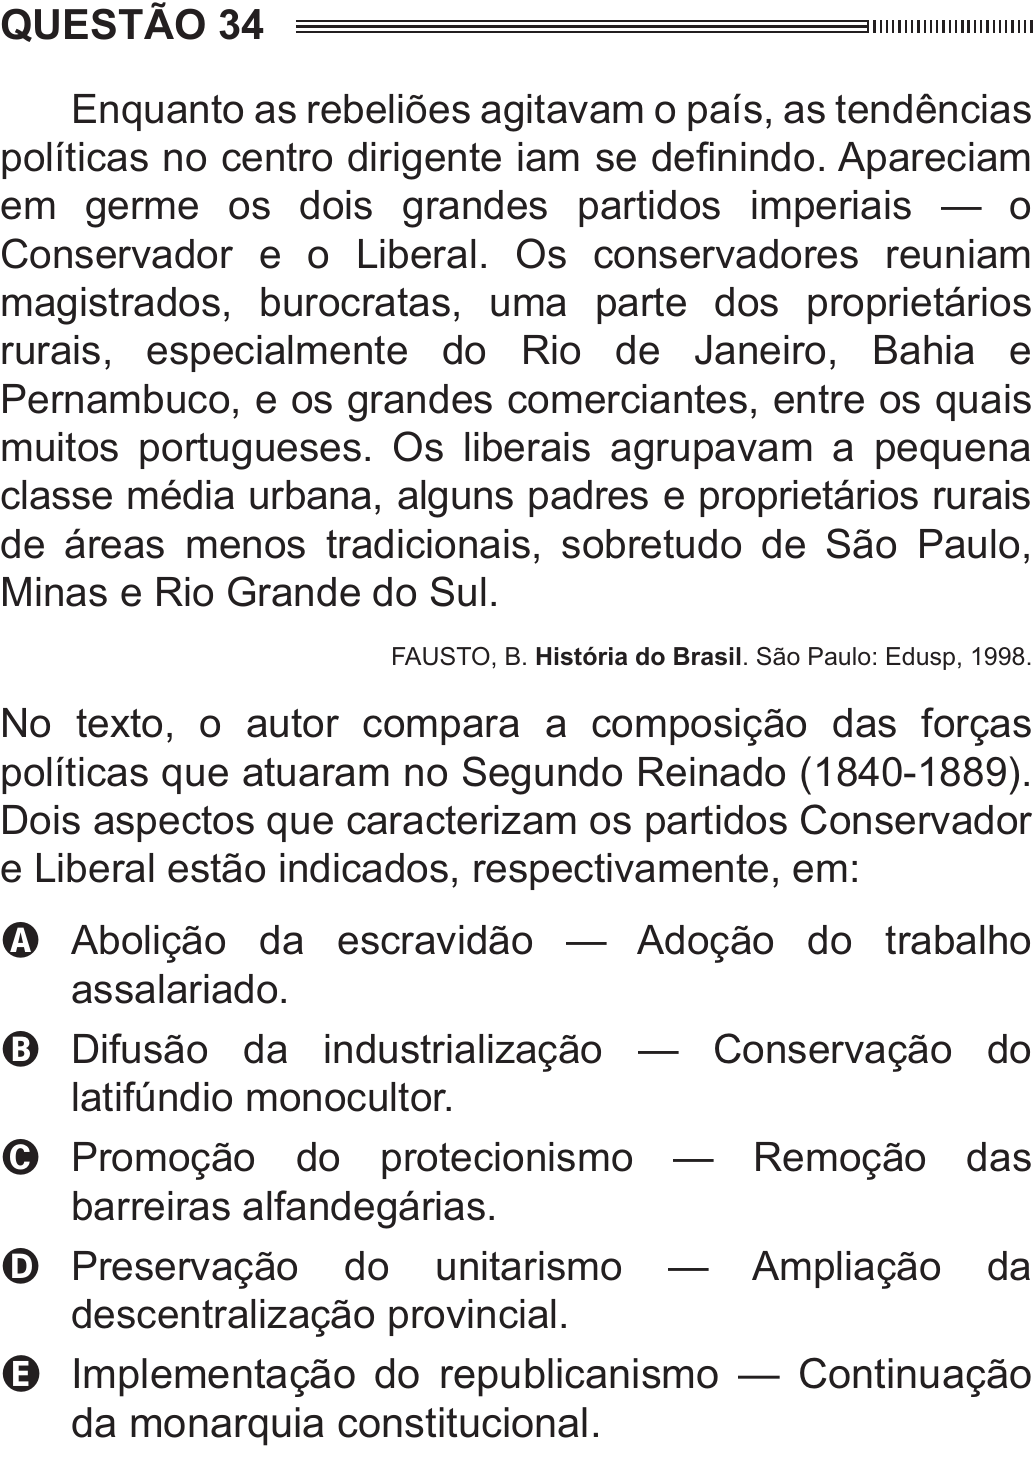 QUESTÃO 34
Enquanto as rebeliões agitavam o país, as tendências
políticas no centro dirigente iam se definindo. Apareciam
em germe os dois grandes partidos imperiais — o
Conservador e o Liberal. Os conservadores reuniam
magistrados, burocratas, uma parte dos proprietários
rurais, especialmente do Rio de Janeiro, Bahia e
Pernambuco, e os grandes comerciantes, entre os quais
muitos portugueses. Os liberais agrupavam a pequena
classe média urbana, alguns padres e proprietários rurais
de áreas menos tradicionais, sobretudo de São Paulo,
Minas e Rio Grande do Sul.
FAUSTO, B. História do Brasil. São Paulo: Edusp, 1998.
No texto, o autor compara a composição das forças
políticas que atuaram no Segundo Reinado (1840-1889).
Dois aspectos que caracterizam os partidos Conservador
e Liberal estão indicados, respectivamente, em:
A Abolição da escravidão — Adoção do trabalho
assalariado.
B Difusão da industrialização — Conservação do
latifúndio monocultor.
C Promoção do protecionismo — Remoção das
barreiras alfandegárias.
D Preservação do unitarismo — Ampliação da
descentralização provincial.
E Implementação do republicanismo — Continuação
da monarquia constitucional.